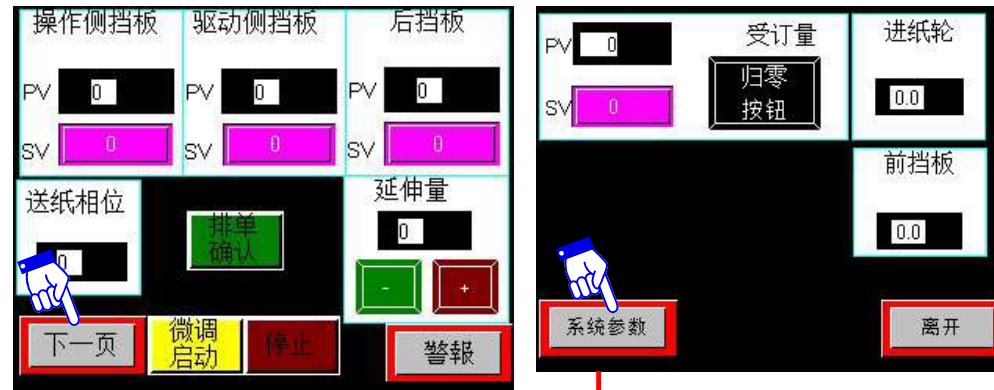 操作侧挡板 驱动侧挡板 后挡板
PV 0 PV 0 PV 0
SV 0 SV 0 SV 0
送纸相位
0
排单
确认
延伸量
0
- +
下一页
微调
启动
停止
警报
PV 0
受订量
SV 0
归零
按钮
进纸轮
0.0
前挡板
0.0
系统参数
离开